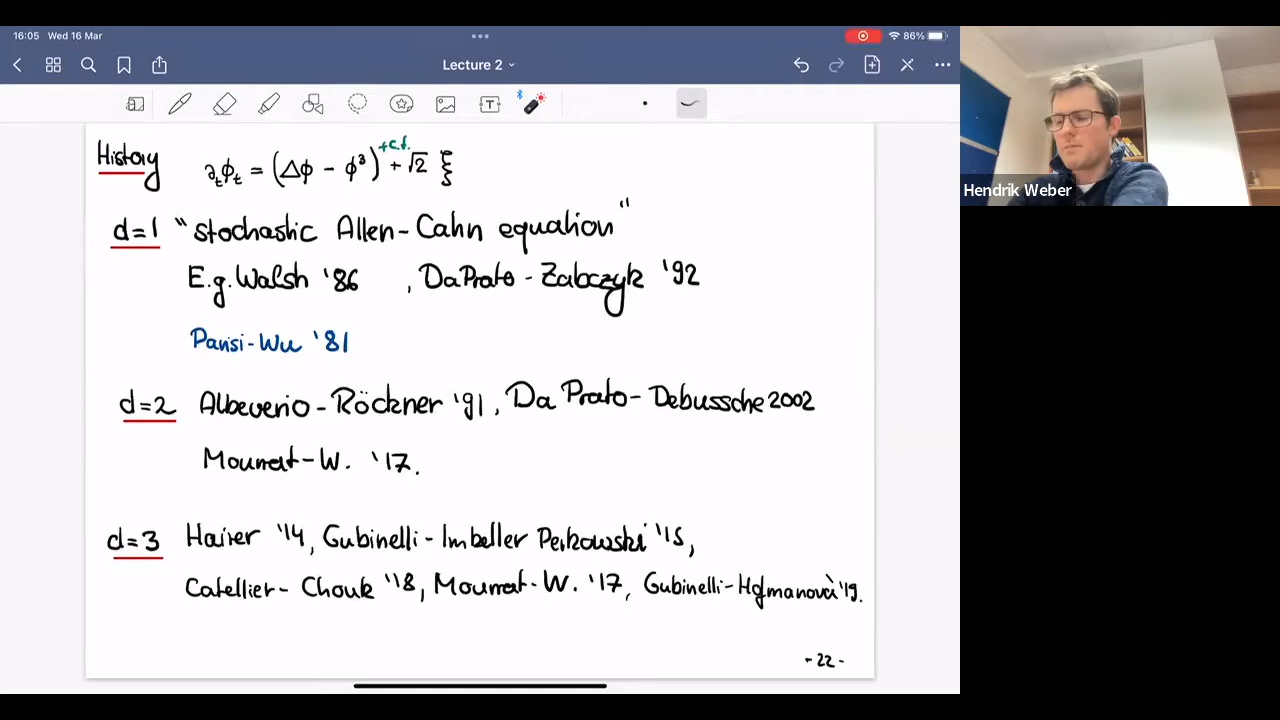 16:05 Wed 16 Mar
86%
Lecture 2
T
Hendrik Weber
History ∂tϕt = (Δϕ - ϕ³) + √2 ξ
+c.f.
d=1 "stochastic Allen-Cahn equation"
E.g. Walsh '86 , DaPrato - Zabczyk '92
Parisi-Wu '81
d=2 Albeverio - Röckner '91, Da Prato - Debussche 2002
Mourrat-W. '17.
d=3 Hairer '14, Gubinelli - Imkeller Perkowski '15,
Catellier - Chouk '18, Mourrat-W. '17, Gubinelli-Hofmanovà '19.
-22-